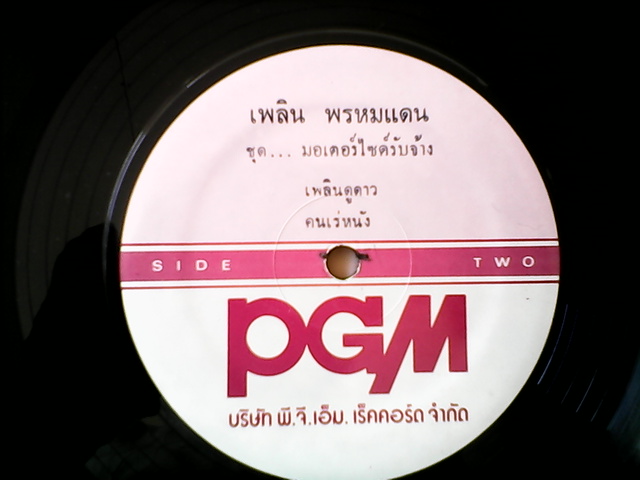 เพลิน พรหมแดน
ชุด... มอเตอร์ไซด์รับจ้าง
เพลินดูดาว
คนเร่หนัง
SIDE TWO
PGM
บริษัท พี.จี.เอ็ม. เร็คคอร์ด จำกัด